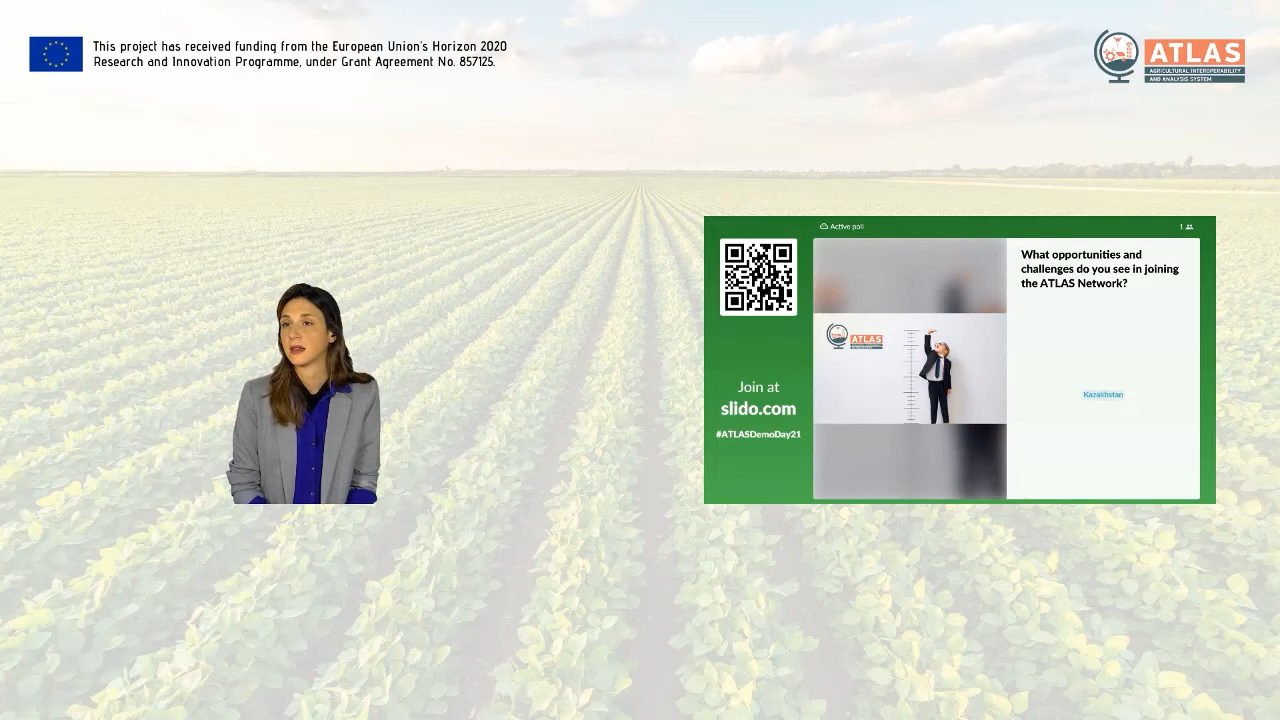 This project has received funding from the European Union's Horizon 2020
Research and Innovation Programme, under Grant Agreement No. 857125.
ATLAS
AGRICULTURAL INTEROPERABILITY
AND ANALYSIS SYSTEM
Active poll
1
What opportunities and
challenges do you see in joining
the ATLAS Network?
ATLAS
Kazakhstan
Join at
slido.com
#ATLASDemoDay21